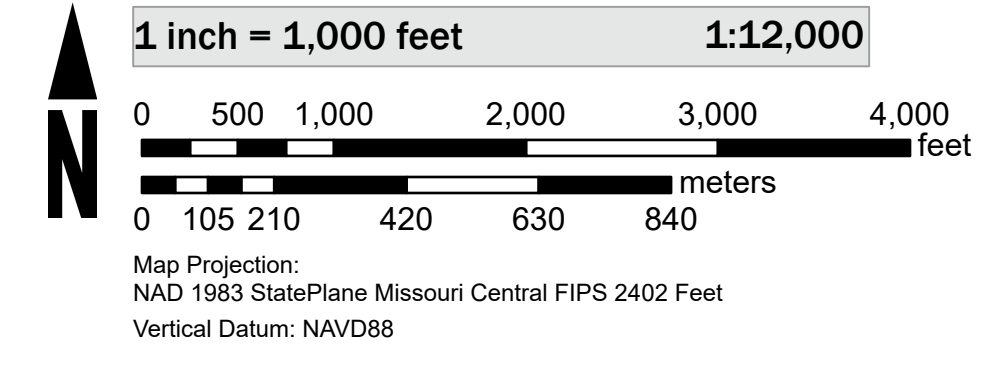 1 inch = 1,000 feet 1:12,000
0 500 1,000 2,000 3,000 4,000
feet
meters
0 105 210 420 630 840
N
Map Projection:
NAD 1983 StatePlane Missouri Central FIPS 2402 Feet
Vertical Datum: NAVD88